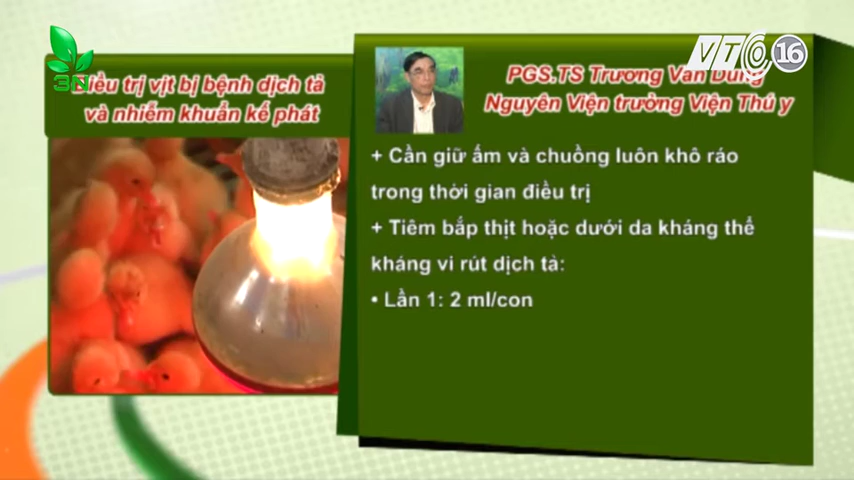 3N
VTC16
Điều trị vịt bị bệnh dịch tả
và nhiễm khuẩn kế phát
PGS.TS Trương Văn Dung
Nguyên Viện trưởng Viện Thú y
+ Cần giữ ấm và chuồng luôn khô ráo
trong thời gian điều trị
+ Tiêm bắp thịt hoặc dưới da kháng thể
kháng vi rút dịch tả:
• Lần 1: 2 ml/con